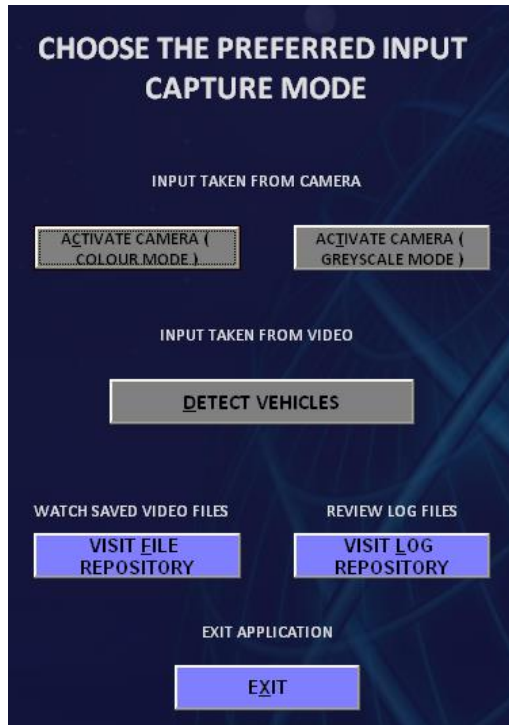 CHOOSE THE PREFERRED INPUT
CAPTURE MODE
INPUT TAKEN FROM CAMERA
ACTIVATE CAMERA (
COLOUR MODE )
ACTIVATE CAMERA (
GREYSCALE MODE )
INPUT TAKEN FROM VIDEO
DETECT VEHICLES
WATCH SAVED VIDEO FILES
VISIT FILE
REPOSITORY
REVIEW LOG FILES
VISIT LOG
REPOSITORY
EXIT APPLICATION
EXIT